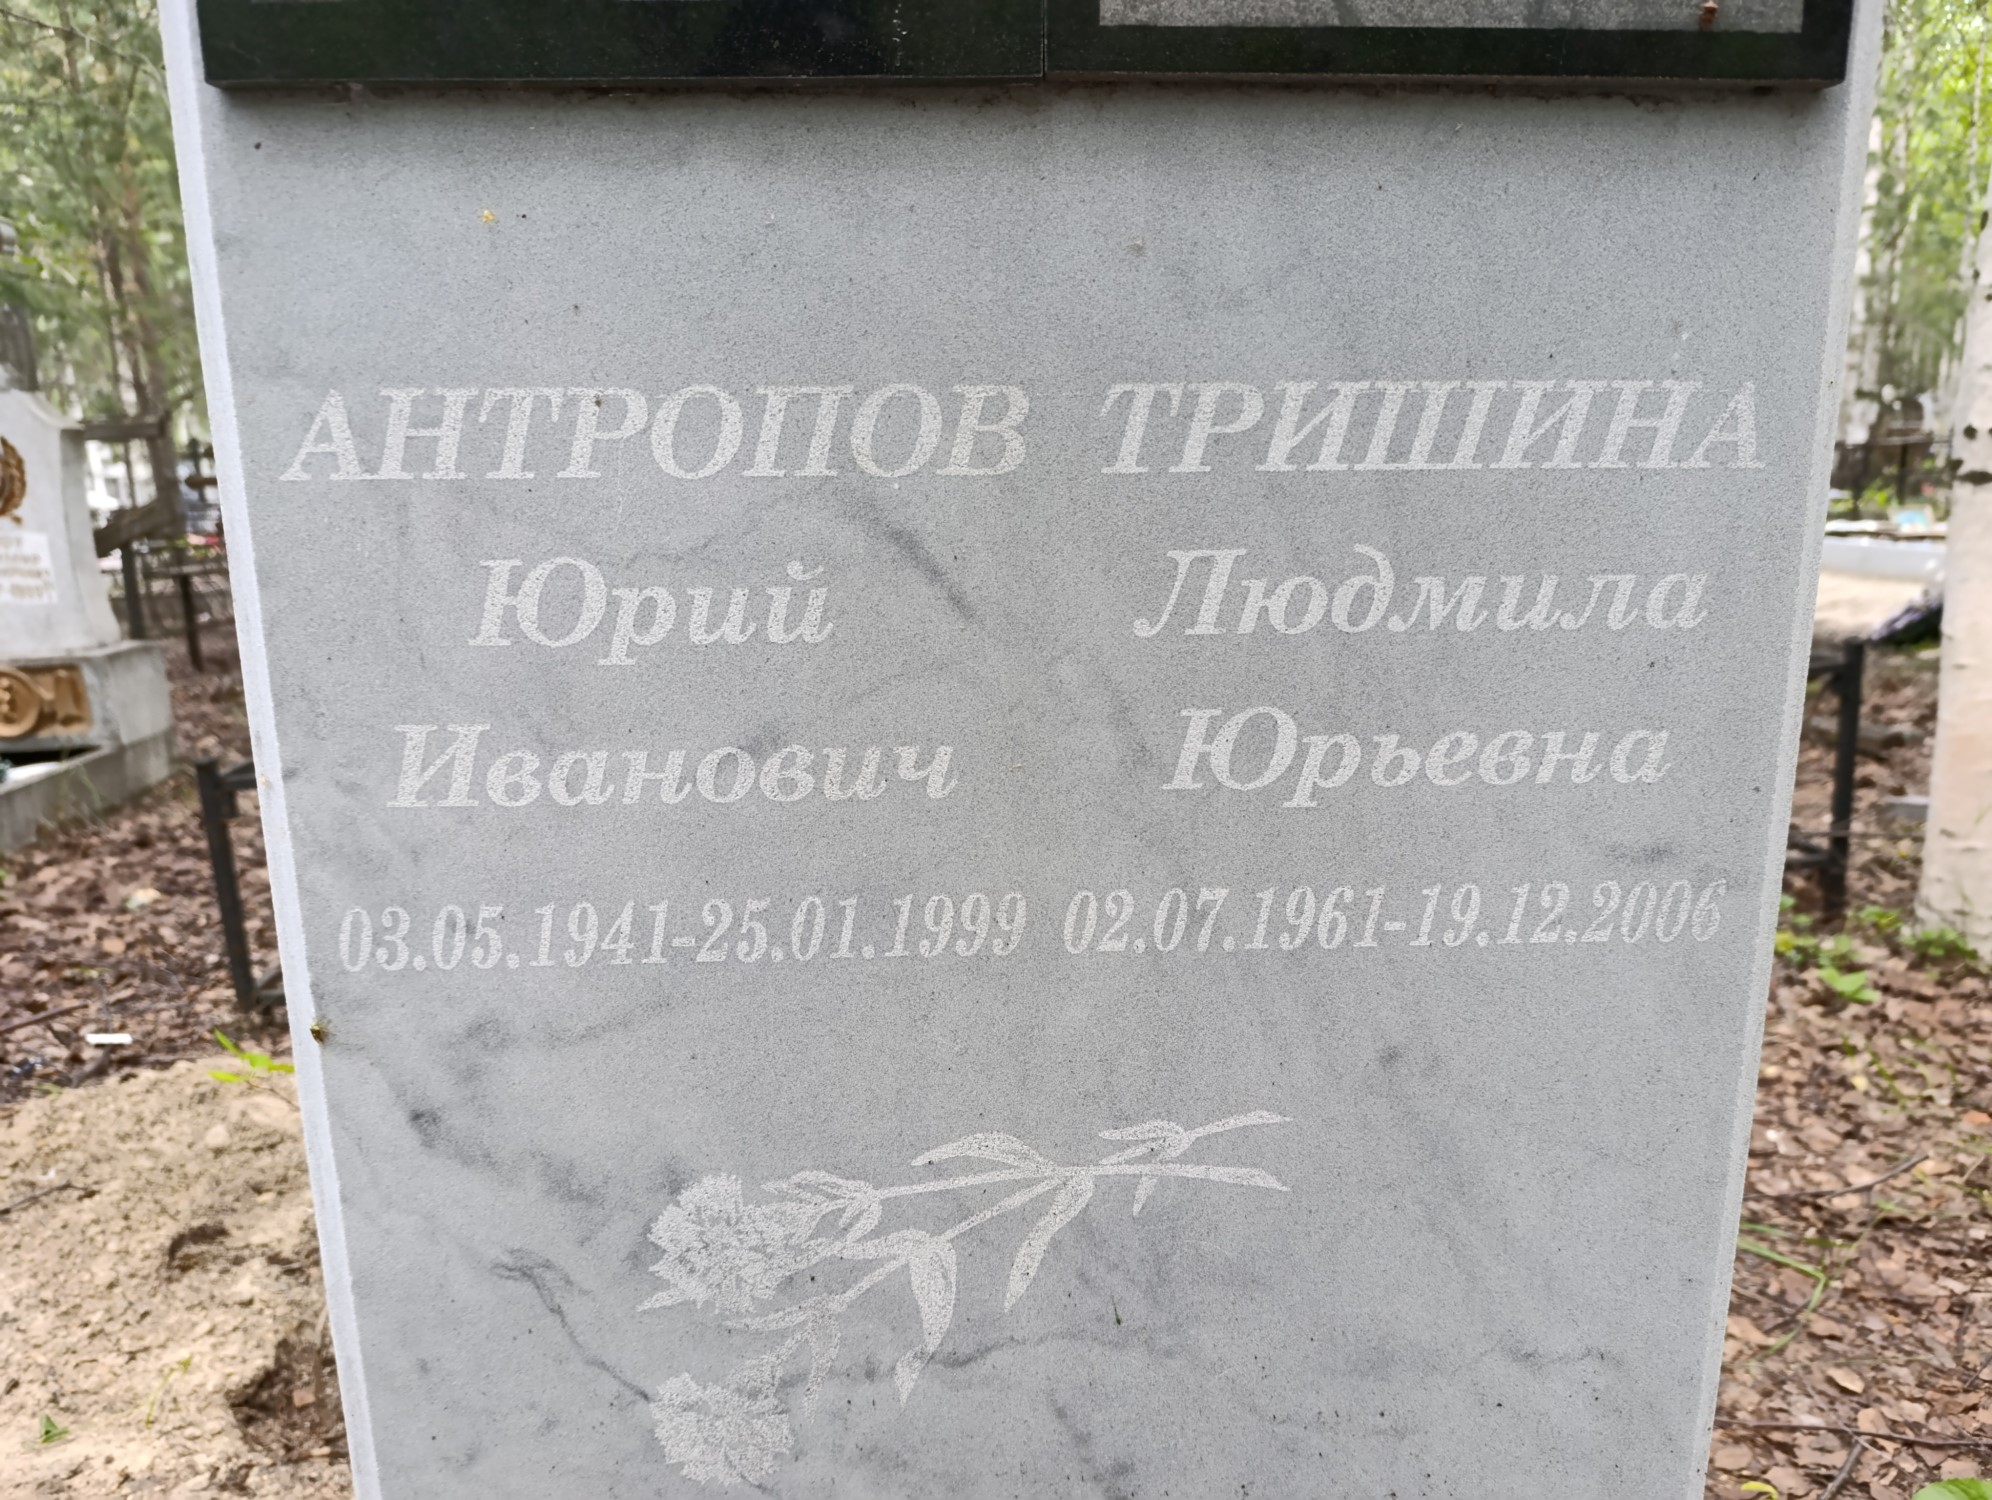 АНТРОПОВ
Юрий
Иванович
03.05.1941-25.01.1999
ТРИШИНА
Людмила
Юрьевна
02.07.1961-19.12.2006